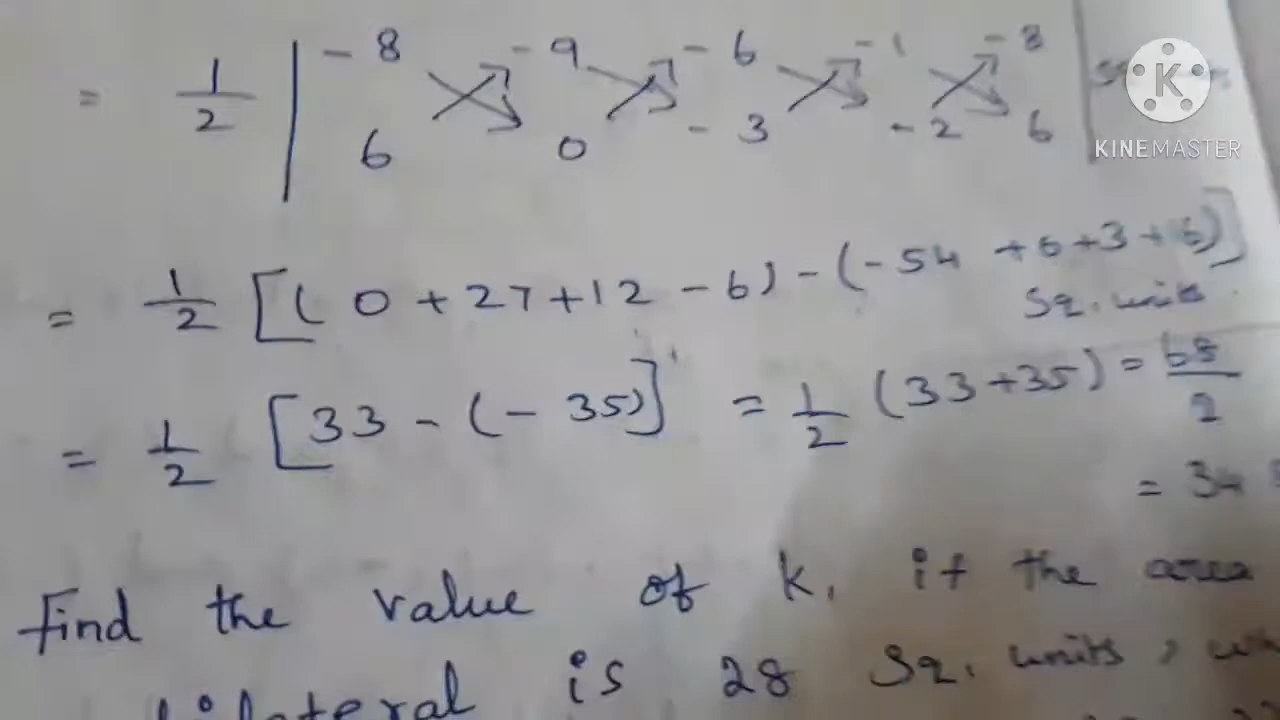 = 1/2 | -8 -9 -6 -1 -8 |
6 0 -3 -2 6
KINEMASTER
= 1/2 [( 0 + 27 + 12 - 6) - (-54 + 6 + 3 + 16)]
Sq. units
= 1/2 [33 - (- 35)] = 1/2 (33+35) = 68/2
= 34
Find the value of k, if the area
is 28 Sq. units,